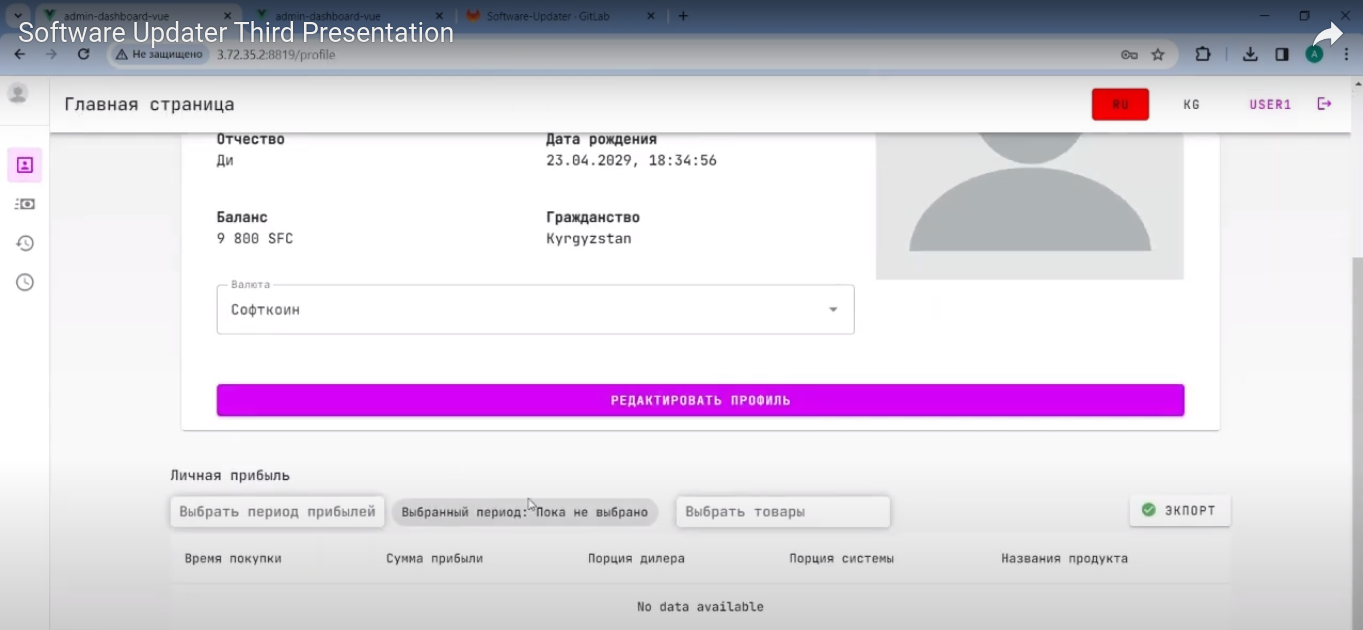 admin-dashboard-vue
admin-dashboard-vue
Software-Updater · GitLab
Software Updater Third Presentation
Не защищено
3.72.35.2:8819/profile
A
Главная страница
RU
KG
USER1
Отчество
Дата рождения
Ди
23.04.2029, 18:34:56
Баланс
Гражданство
9 800 SFC
Kyrgyzstan
Валюта
Софткоин
РЕДАКТИРОВАТЬ ПРОФИЛЬ
Личная прибыль
Выбрать период прибылей
Выбранный период: Пока не выбрано
Выбрать товары
ЭКПОРТ
Время покупки
Сумма прибыли
Порция дилера
Порция системы
Названия продукта
No data available